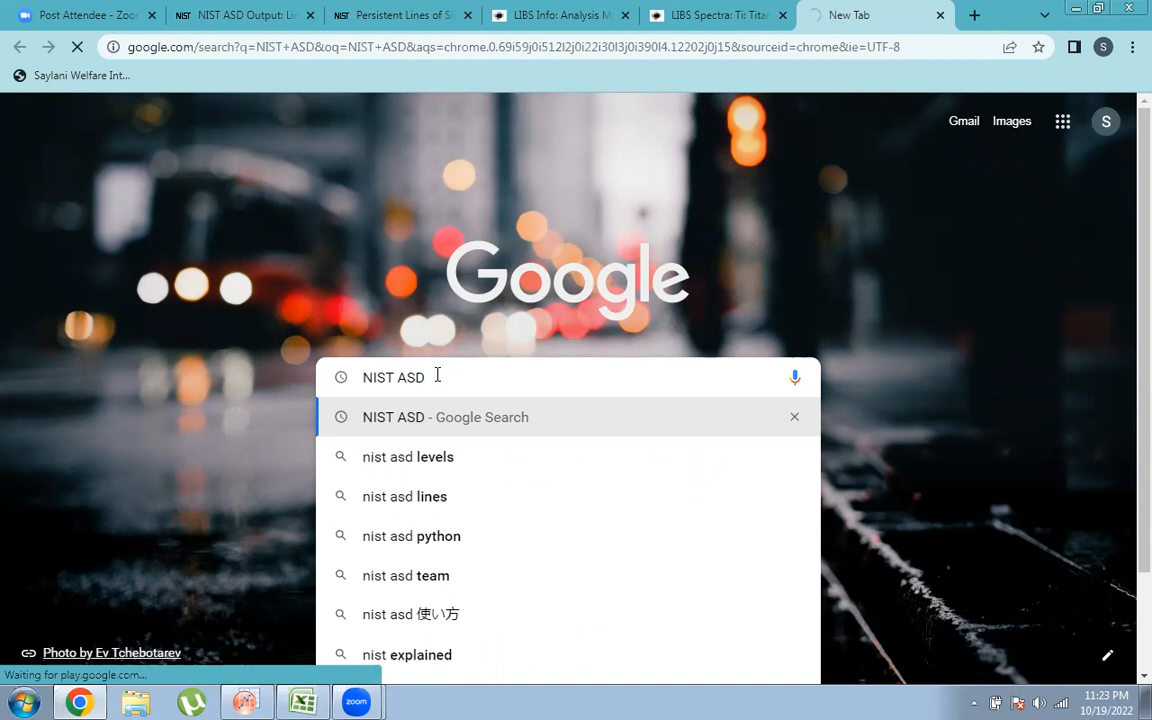 Post Attendee - Zoom
NIST ASD Output: Lin
Persistent Lines of Si
LIBS Info: Analysis M
LIBS Spectra: Ti: Titan
New Tab
google.com/search?q=NIST+ASD&oq=NIST+ASD&aqs=chrome.0.69i59j0i512l2j0i22i30l3j0i390l4.12202j0j15&sourceid=chrome&ie=UTF-8
S
Saylani Welfare Int...
Gmail Images
S
Google
NIST ASD
NIST ASD - Google Search
nist asd levels
nist asd lines
nist asd python
nist asd team
nist asd 使い方
nist explained
Photo by Ev Tchebotarev
Waiting for play.google.com...
zoom
11:23 PM
10/19/2022